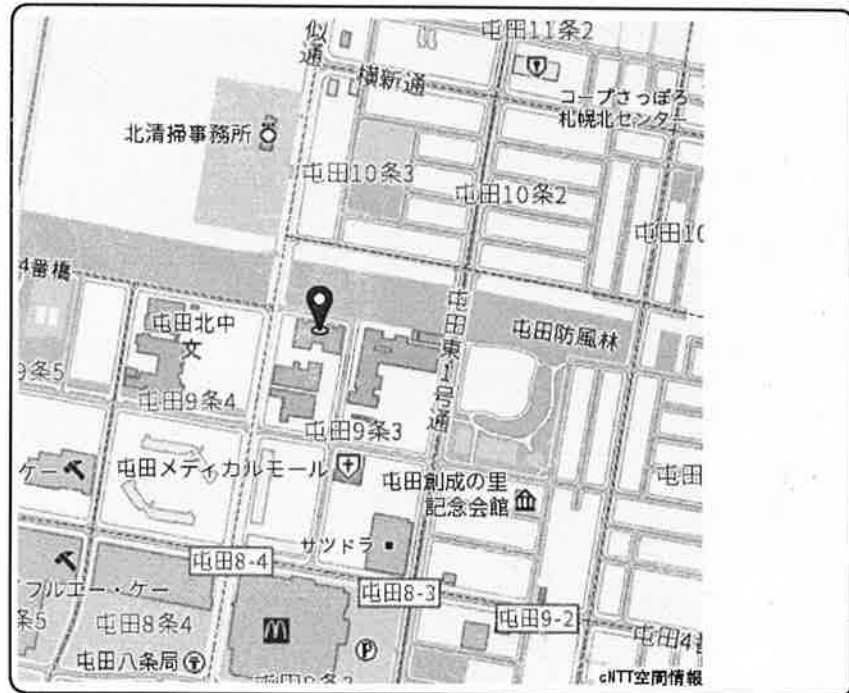 屯田11条2
似通
横新通
コープさっぽろ
札幌北センター
北清掃事務所
屯田10条3
屯田10条2
屯田10
4番橋
屯田北中
文
屯田東1号通
屯田防風林
9条5
屯田9条4
屯田9条3
ケー
屯田メディカルモール
屯田創成の里
記念会館
屯田
サツドラ
屯田8-4
フルエー・ケー
屯田8-3
屯田9-2
条5
屯田8条4
P
屯田4番
屯田八条局
cNTT空間情報